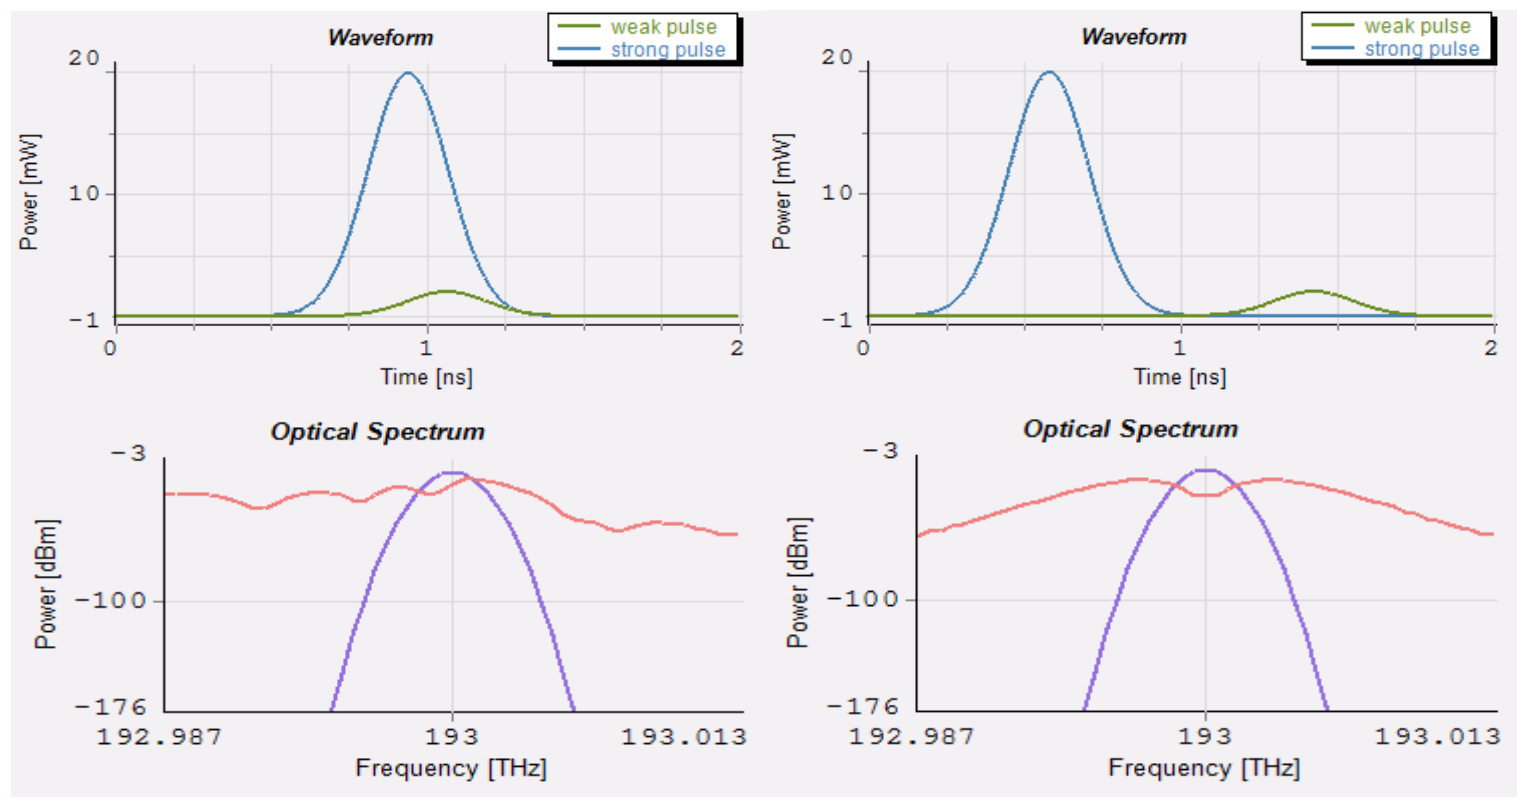 Waveform
weak pulse
strong pulse
20
10
−1
Power [mW]
0
1
2
Time [ns]
Waveform
weak pulse
strong pulse
20
10
−1
Power [mW]
0
1
2
Time [ns]
Optical Spectrum
−3
−100
−176
Power [dBm]
192.987
193
193.013
Frequency [THz]
Optical Spectrum
−3
−100
−176
Power [dBm]
192.987
193
193.013
Frequency [THz]